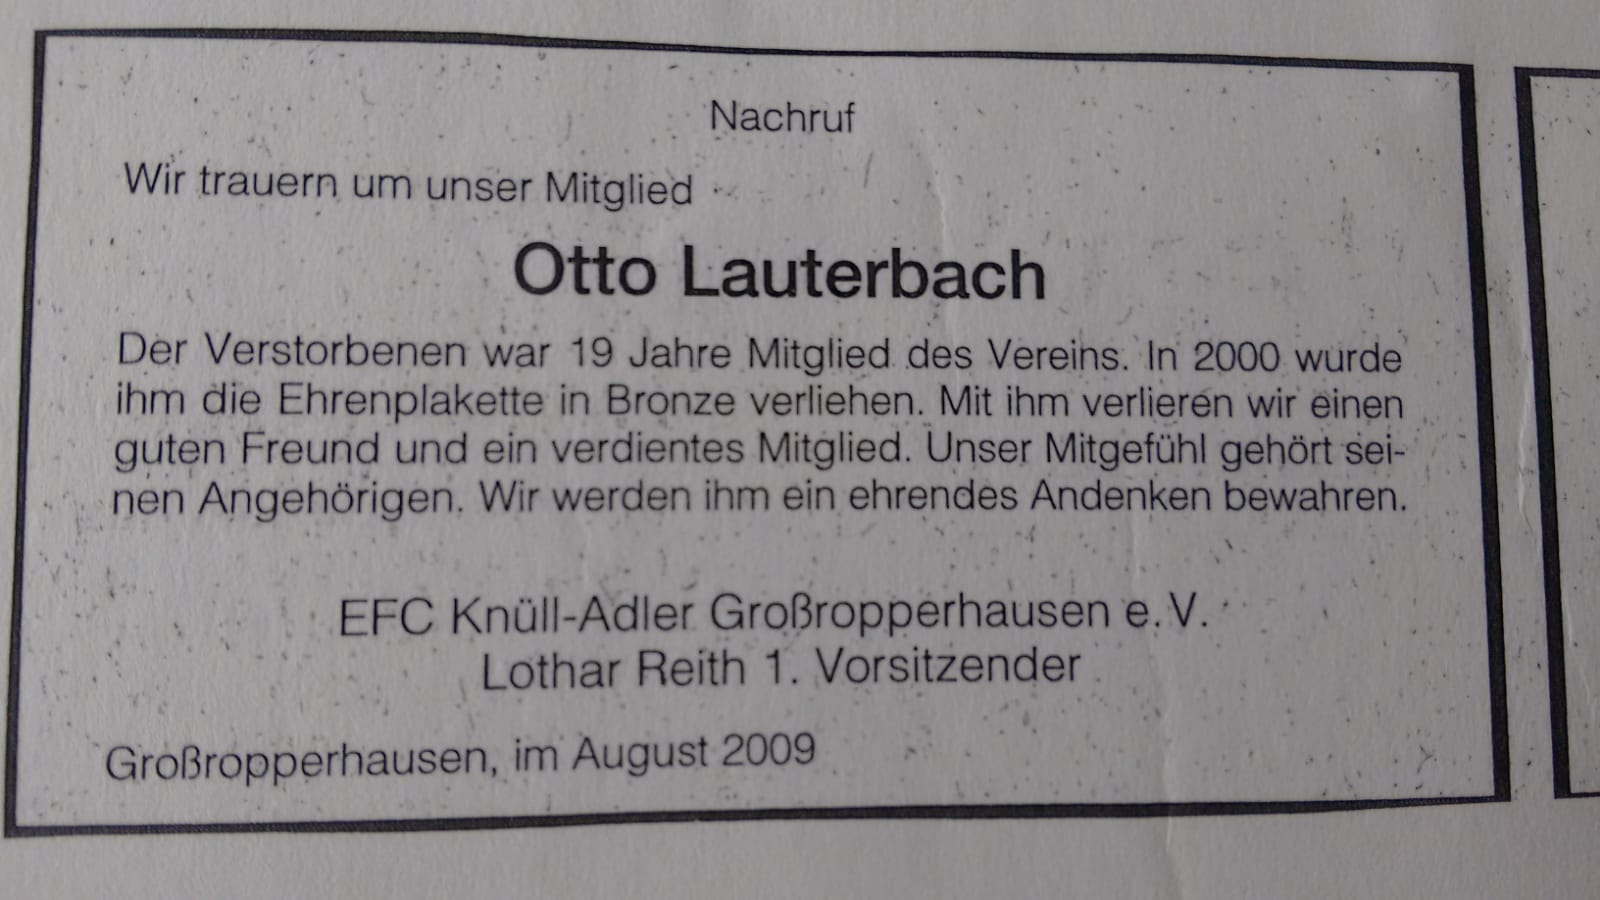 Nachruf
Wir trauern um unser Mitglied
Otto Lauterbach
Der Verstorbenen war 19 Jahre Mitglied des Vereins. In 2000 wurde
ihm die Ehrenplakette in Bronze verliehen. Mit ihm verlieren wir einen
guten Freund und ein verdientes Mitglied. Unser Mitgefühl gehört sei-
nen Angehörigen. Wir werden ihm ein ehrendes Andenken bewahren.
EFC Knüll-Adler Großropperhausen e.V.
Lothar Reith 1. Vorsitzender
Großropperhausen, im August 2009